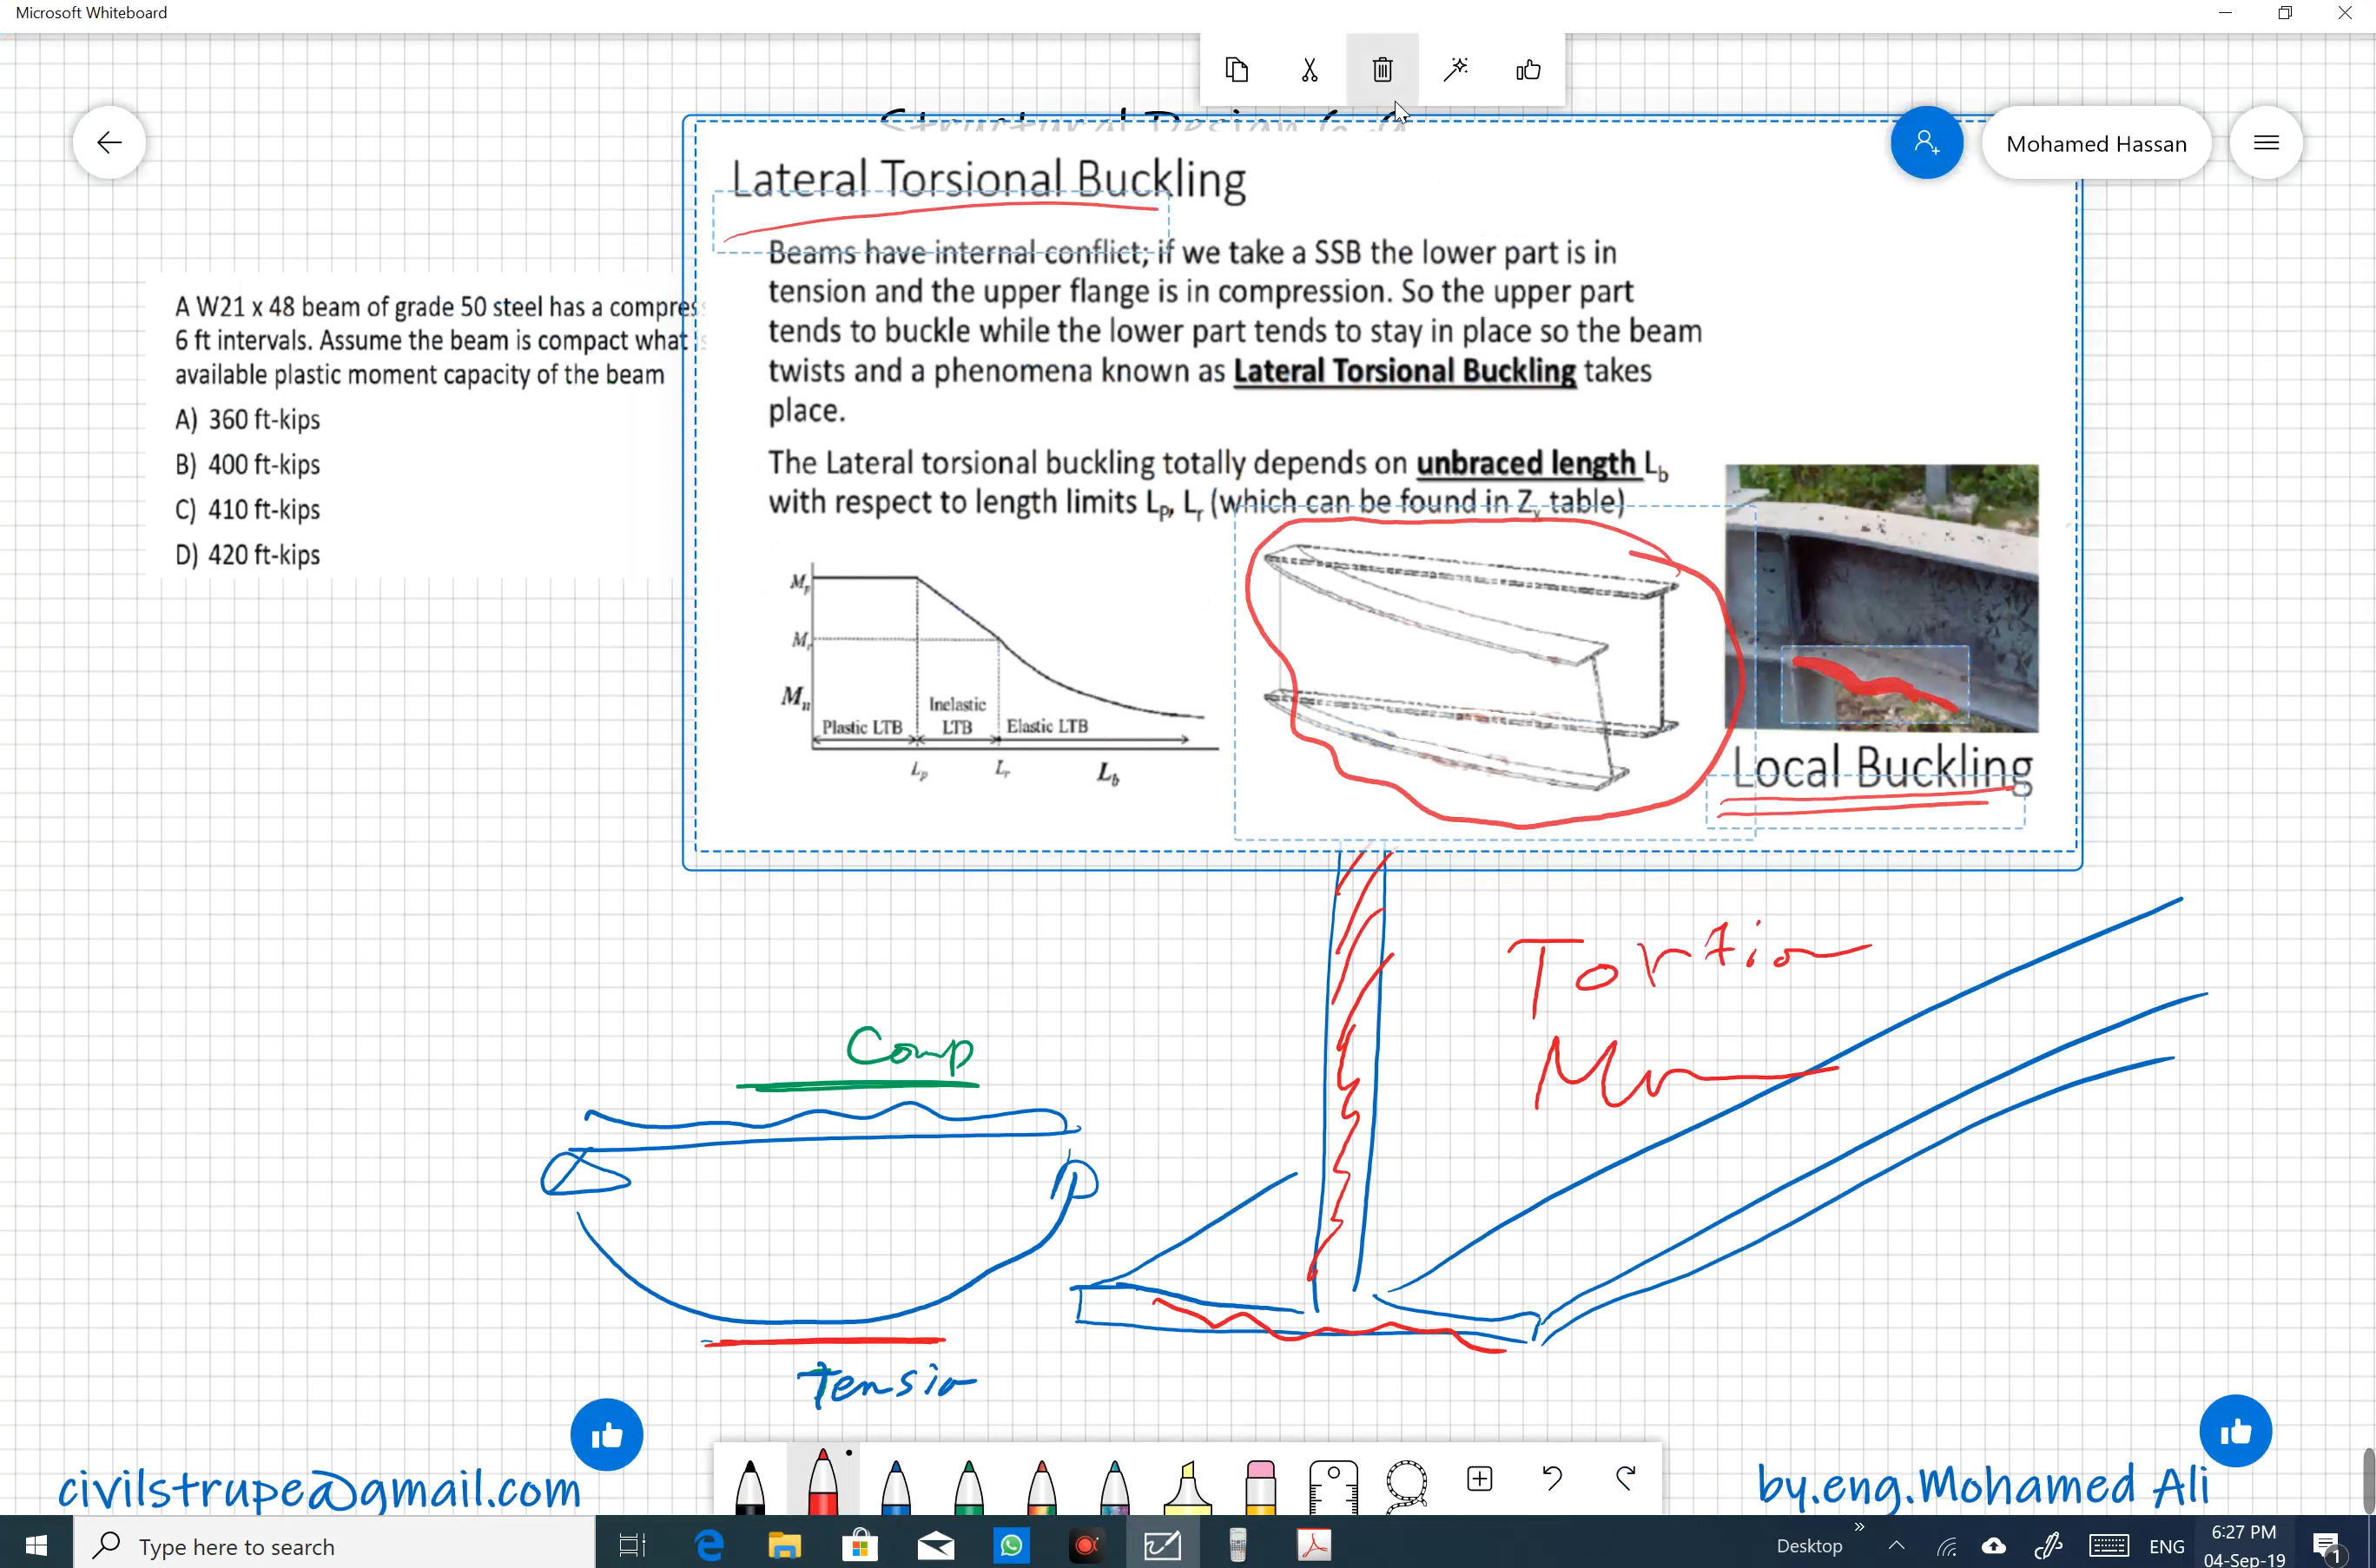 Microsoft Whiteboard
Mohamed Hassan
Lateral Torsional Buckling
Beams have internal conflict; if we take a SSB the lower part is in
tension and the upper flange is in compression. So the upper part
tends to buckle while the lower part tends to stay in place so the beam
twists and a phenomena known as Lateral Torsional Buckling takes
place.
The Lateral torsional buckling totally depends on unbraced length Lb
with respect to length limits Lp, Lr (which can be found in Zx table)
A W21 x 48 beam of grade 50 steel has a compres
6 ft intervals. Assume the beam is compact what
available plastic moment capacity of the beam
A) 360 ft-kips
B) 400 ft-kips
C) 410 ft-kips
D) 420 ft-kips
Mp
Mr
Mn
Plastic LTB
Inelastic
LTB
Elastic LTB
Lp
Lr
Lb
Local Buckling
Tortion
Comp
Tensio
civilstrupe@gmail.com
by.eng.Mohamed Ali
Type here to search
Desktop
ENG
6:27 PM
04-Sep-19
1